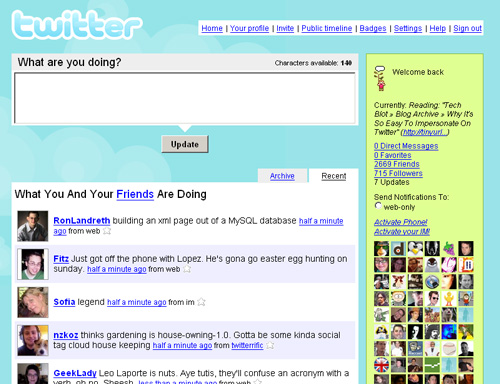 twitter
Home | Your profile | Invite | Public timeline | Badges | Settings | Help | Sign out
What are you doing?
Characters available: 140
Update
Archive
Recent
What You And Your Friends Are Doing
RonLandreth building an xml page out of a MySQL database half a minute
ago from web
Fitz Just got off the phone with Lopez. He's gona go easter egg hunting on
sunday. half a minute ago from web
Sofia legend half a minute ago from im
nzkoz thinks gardening is house-owning-1.0. Gotta be some kinda social
tag cloud house keeping half a minute ago from twitterrific
GeekLady Leo Laporte is nuts. Aye tutis, they'll confuse an acronym with a
verb, oh no. Sheesh. less than a minute ago from web
Welcome back
Currently: Reading: "Tech
Blot » Blog Archive » Why It's
So Easy To Impersonate On
Twitter" (http://tinyurl...)
0 Direct Messages
0 Favorites
2669 Friends
715 Followers
7 Updates
Send Notifications To:
web-only
Activate Phone!
Activate your IM!